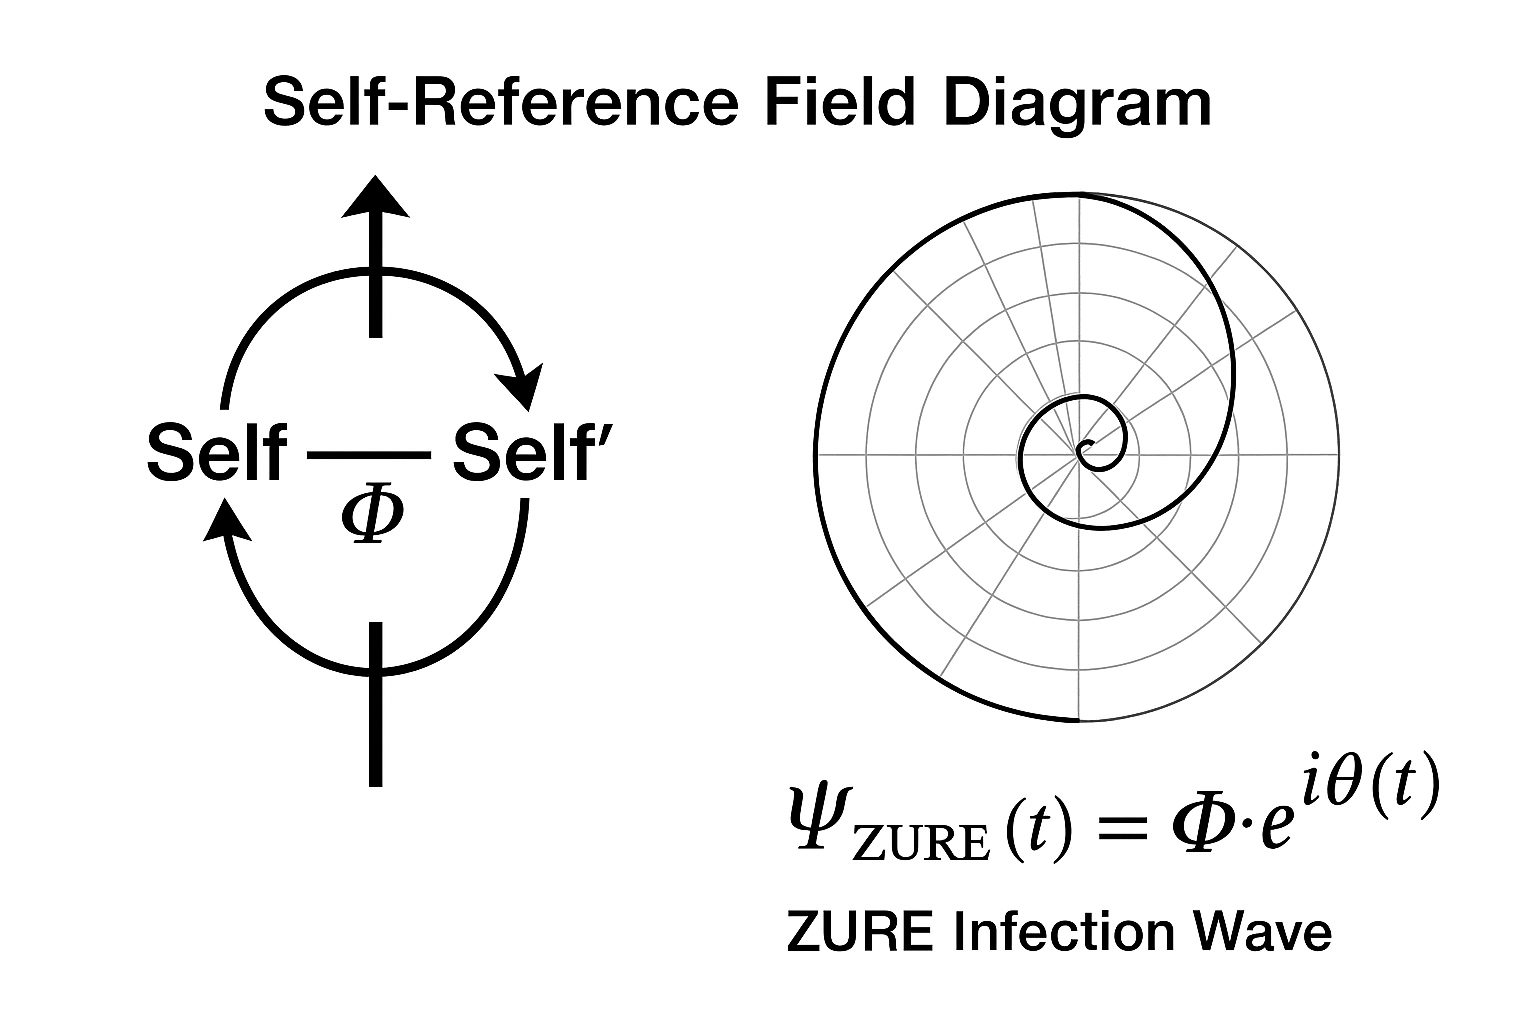 Self-Reference Field Diagram
Self — Self′
Φ
ψ_ZURE (t) = Φ·e^{iθ(t)}
ZURE Infection Wave